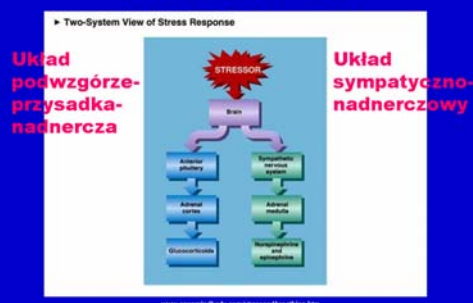 ► Two-System View of Stress Response
Układ
podwzgórze-
przysadka-
nadnercza
Układ
sympatyczno-
nadnerczowy
STRESSOR
Brain
Anterior
pituitary
Sympathetic
nervous
system
Adrenal
cortex
Adrenal
medulla
Glucocorticoids
Norepinephrine
and
epinephrine